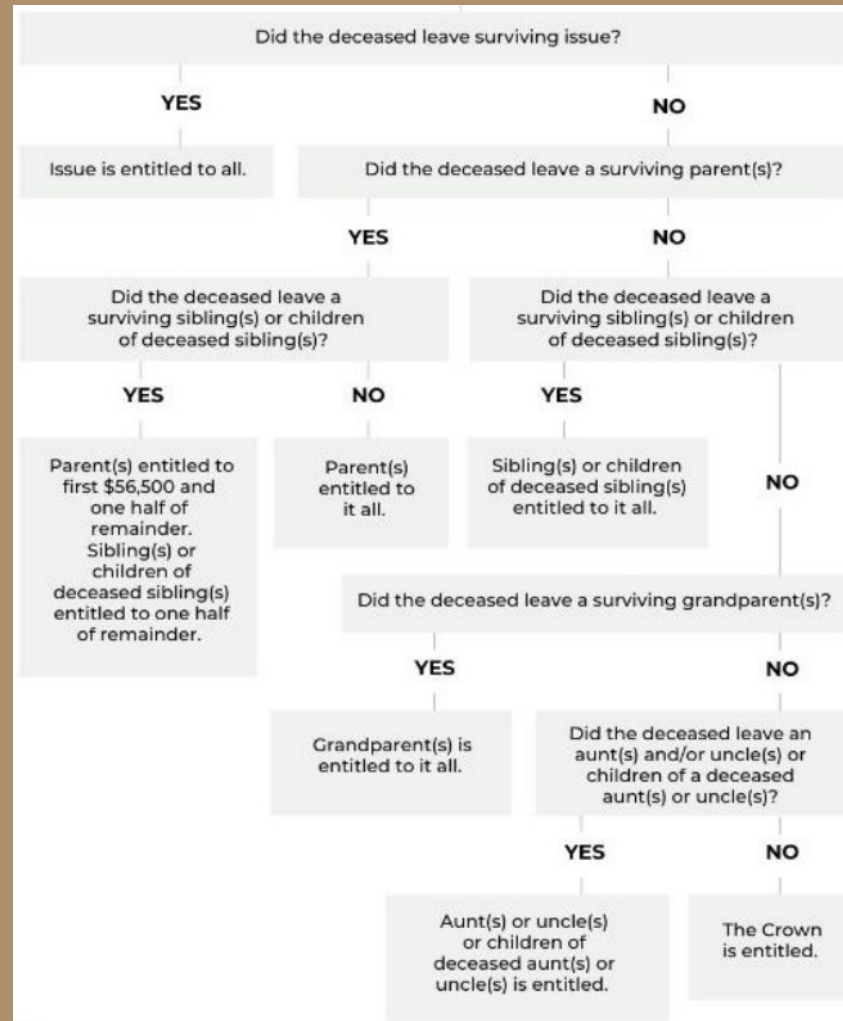 Did the deceased leave surviving issue?
YES
NO
Issue is entitled to all.
Did the deceased leave a surviving parent(s)?
YES
NO
Did the deceased leave a
surviving sibling(s) or children
of deceased sibling(s)?
Did the deceased leave a
surviving sibling(s) or children
of deceased sibling(s)?
YES
NO
YES
NO
Parent(s) entitled to
first $56,500 and
one half of
remainder.
Sibling(s) or
children of
deceased sibling(s)
entitled to one half
of remainder.
Parent(s)
entitled to
it all.
Sibling(s) or children
of deceased sibling(s)
entitled to it all.
Did the deceased leave a surviving grandparent(s)?
YES
NO
Grandparent(s) is
entitled to it all.
Did the deceased leave an
aunt(s) and/or uncle(s) or
children of a deceased
aunt(s) or uncle(s)?
YES
NO
Aunt(s) or uncle(s)
or children of
deceased aunt(s) or
uncle(s) is entitled.
The Crown
is entitled.